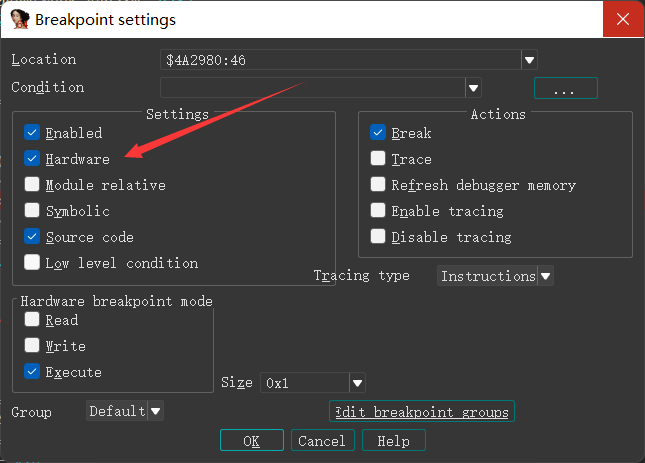 Breakpoint settings
Location $4A2980:46
Condition ...
Settings
Enabled
Hardware
Module relative
Symbolic
Source code
Low level condition
Actions
Break
Trace
Refresh debugger memory
Enable tracing
Disable tracing
Tracing type Instructions
Hardware breakpoint mode
Read
Write
Execute
Size 0x1
Group Default Edit breakpoint groups
OK Cancel Help